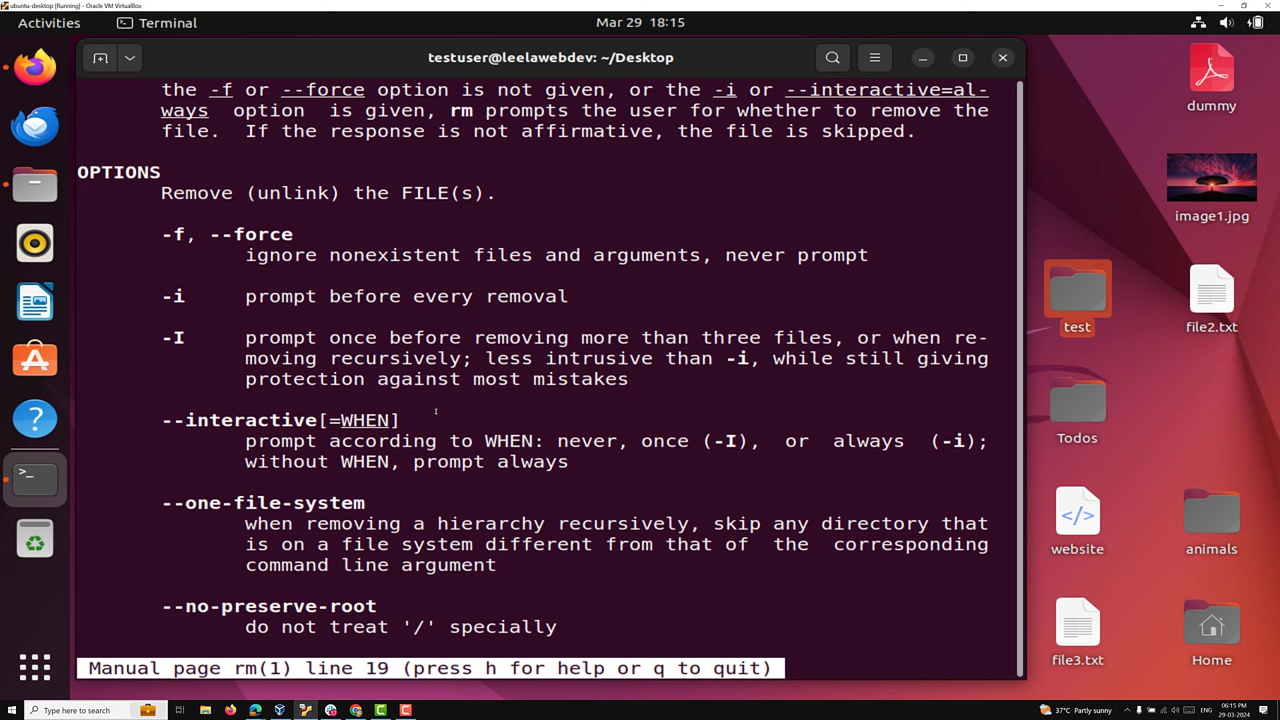 ubuntu-desktop [Running] - Oracle VM VirtualBox
Activities Terminal Mar 29 18:15
testuser@leelawebdev: ~/Desktop
the -f or --force option is not given, or the -i or --interactive=al-
ways option is given, rm prompts the user for whether to remove the
file. If the response is not affirmative, the file is skipped.
OPTIONS
Remove (unlink) the FILE(s).
-f, --force
ignore nonexistent files and arguments, never prompt
-i prompt before every removal
-I prompt once before removing more than three files, or when re-
moving recursively; less intrusive than -i, while still giving
protection against most mistakes
--interactive[=WHEN]
prompt according to WHEN: never, once (-I), or always (-i);
without WHEN, prompt always
--one-file-system
when removing a hierarchy recursively, skip any directory that
is on a file system different from that of the corresponding
command line argument
--no-preserve-root
do not treat '/' specially
Manual page rm(1) line 19 (press h for help or q to quit)
dummy
image1.jpg
test
file2.txt
Todos
</>
website
animals
file3.txt
Home
Type here to search
37°C Partly sunny
ENG
06:15 PM
29-03-2024